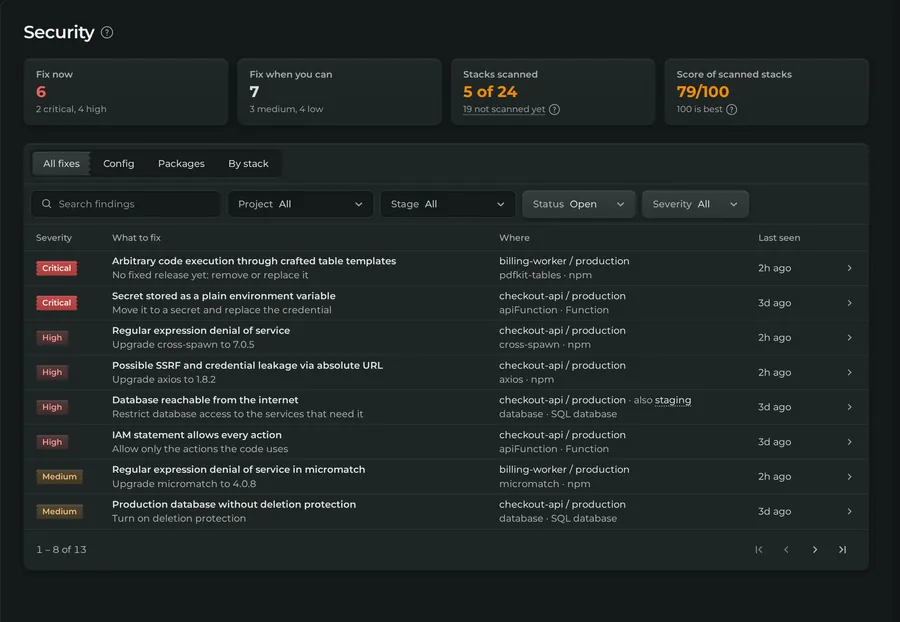 Security
Fix now
6
2 critical, 4 high
Fix when you can
7
3 medium, 4 low
Stacks scanned
5 of 24
19 not scanned yet
Score of scanned stacks
79/100
100 is best
All fixes Config Packages By stack
Search findings Project All Stage All Status Open Severity All
Severity What to fix Where Last seen
Critical
Arbitrary code execution through crafted table templates
No fixed release yet: remove or replace it
billing-worker / production
pdfkit-tables · npm
2h ago
Critical
Secret stored as a plain environment variable
Move it to a secret and replace the credential
checkout-api / production
apiFunction · Function
3d ago
High
Regular expression denial of service
Upgrade cross-spawn to 7.0.5
checkout-api / production
cross-spawn · npm
2h ago
High
Possible SSRF and credential leakage via absolute URL
Upgrade axios to 1.8.2
checkout-api / production
axios · npm
2h ago
High
Database reachable from the internet
Restrict database access to the services that need it
checkout-api / production · also staging
database · SQL database
3d ago
High
IAM statement allows every action
Allow only the actions the code uses
checkout-api / production
apiFunction · Function
3d ago
Medium
Regular expression denial of service in micromatch
Upgrade micromatch to 4.0.8
billing-worker / production
micromatch · npm
2h ago
Medium
Production database without deletion protection
Turn on deletion protection
checkout-api / production
database · SQL database
3d ago
1 – 8 of 13